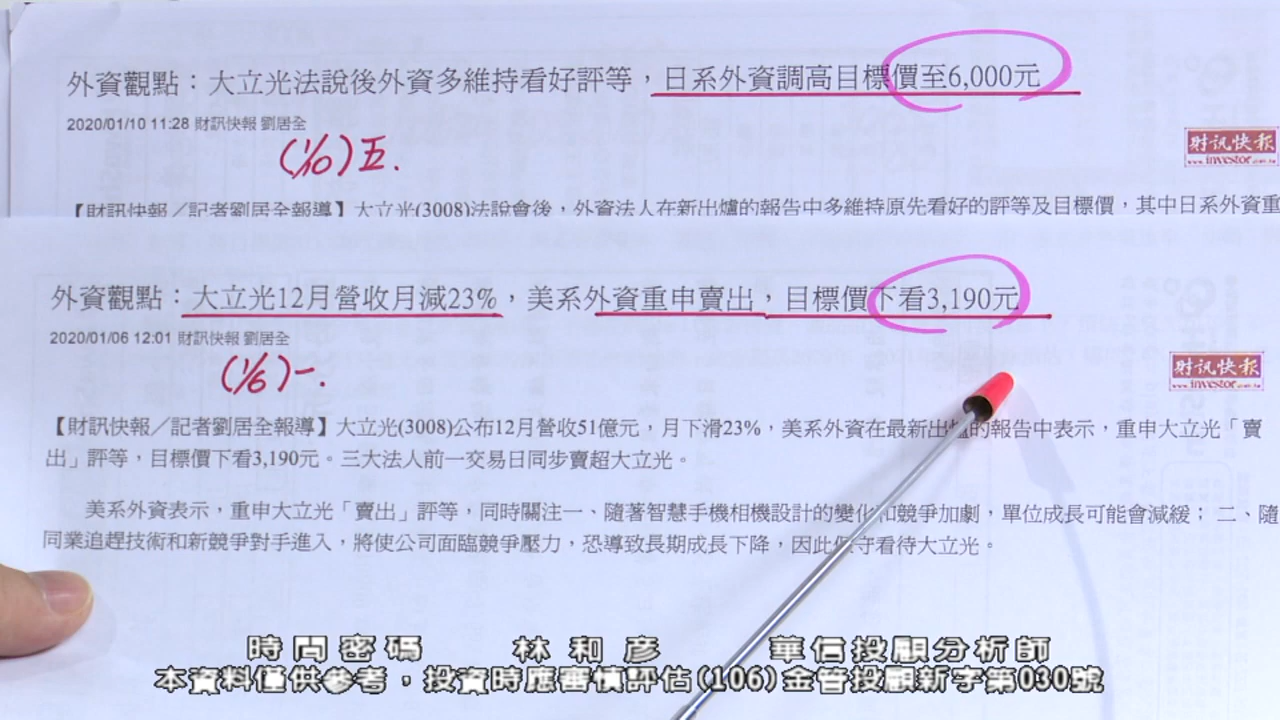 外資觀點：大立光法說後外資多維持看好評等，日系外資調高目標價至6,000元
2020/01/10 11:28 財訊快報 劉居全
(1/10)五.
財訊快報
www.investor.com.tw
【財訊快報／記者劉居全報導】大立光(3008)法說會後，外資法人在新出爐的報告中多維持原先看好的評等及目標價，其中日系外資重
外資觀點：大立光12月營收月減23%，美系外資重申賣出，目標價下看3,190元
2020/01/06 12:01 財訊快報 劉居全
(1/6)一.
財訊快報
www.investor.com.tw
【財訊快報／記者劉居全報導】大立光(3008)公布12月營收51億元，月下滑23%，美系外資在最新出爐的報告中表示，重申大立光「賣
出」評等，目標價下看3,190元。三大法人前一交易日同步賣超大立光。
美系外資表示，重申大立光「賣出」評等，同時關注一、隨著智慧手機相機設計的變化和競爭加劇，單位成長可能會減緩；二、隨
同業追趕技術和新競爭對手進入，將使公司面臨競爭壓力，恐導致長期成長下降，因此保守看待大立光。
時間密碼 林和彥 華信投顧分析師
本資料僅供參考，投資時應審慎評估(106)金管投顧新字第030號